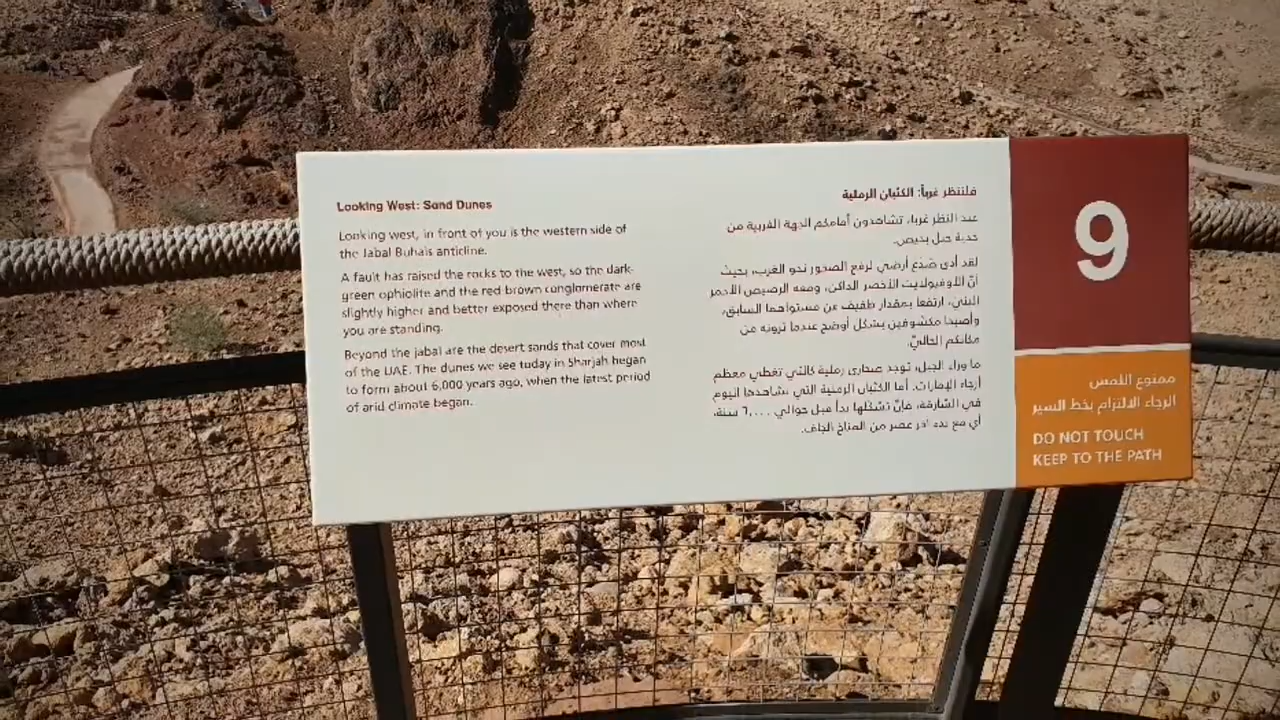 Looking West: Sand Dunes
Looking west, in front of you is the western side of
the Jabal Buhais anticline.
A fault has raised the rocks to the west, so the dark-
green ophiolite and the red-brown conglomerate are
slightly higher and better exposed there than where
you are standing.
Beyond the jabal are the desert sands that cover most
of the UAE. The dunes we see today in Sharjah began
to form about 6,000 years ago, when the latest period
of arid climate began.
فلننظر غرباً: الكثبان الرملية
عند النظر غربا، تشاهدون أمامكم الجهة الغربية من
حدبة جبل بحيص.
لقد أدى صَدْع أرضي لرفع الصخور نحو الغرب، بحيث
أنّ الأوفيولايت الأخضر الداكن، ومعه الرصيص الأحمر
البني، ارتفعا بمقدار طفيف عن مستواهما السابق،
وأصبحا مكشوفين بشكل أوضح عندما ترونه من
مكانكم الحاليّ.
ما وراء الجبل، توجد صحارى رملية كالتي تغطي معظم
أرجاء الإمارات. أما الكثبان الرملية التي نشاهدها اليوم
في الشارقة، فإنّ تشكّلها بدأ قبل حوالي ٦،٠٠٠ سنة،
أي مع بدء آخر عصر من المناخ الجاف.
9
ممنوع اللمس
الرجاء الالتزام بخط السير
DO NOT TOUCH
KEEP TO THE PATH